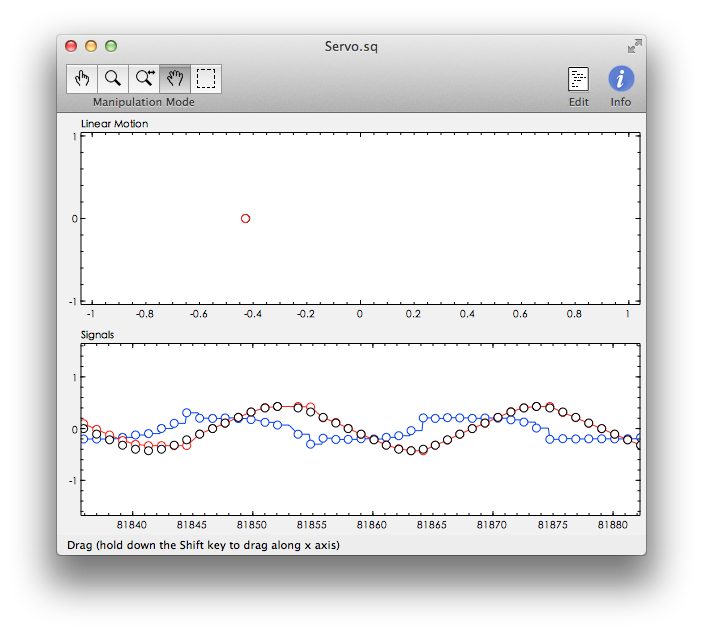 Servo.sq
Manipulation Mode
Edit
Info
Linear Motion
1
0
-1
-1 -0.8 -0.6 -0.4 -0.2 0 0.2 0.4 0.6 0.8 1
Signals
1
0
-1
81840 81845 81850 81855 81860 81865 81870 81875 81880
Drag (hold down the Shift key to drag along x axis)